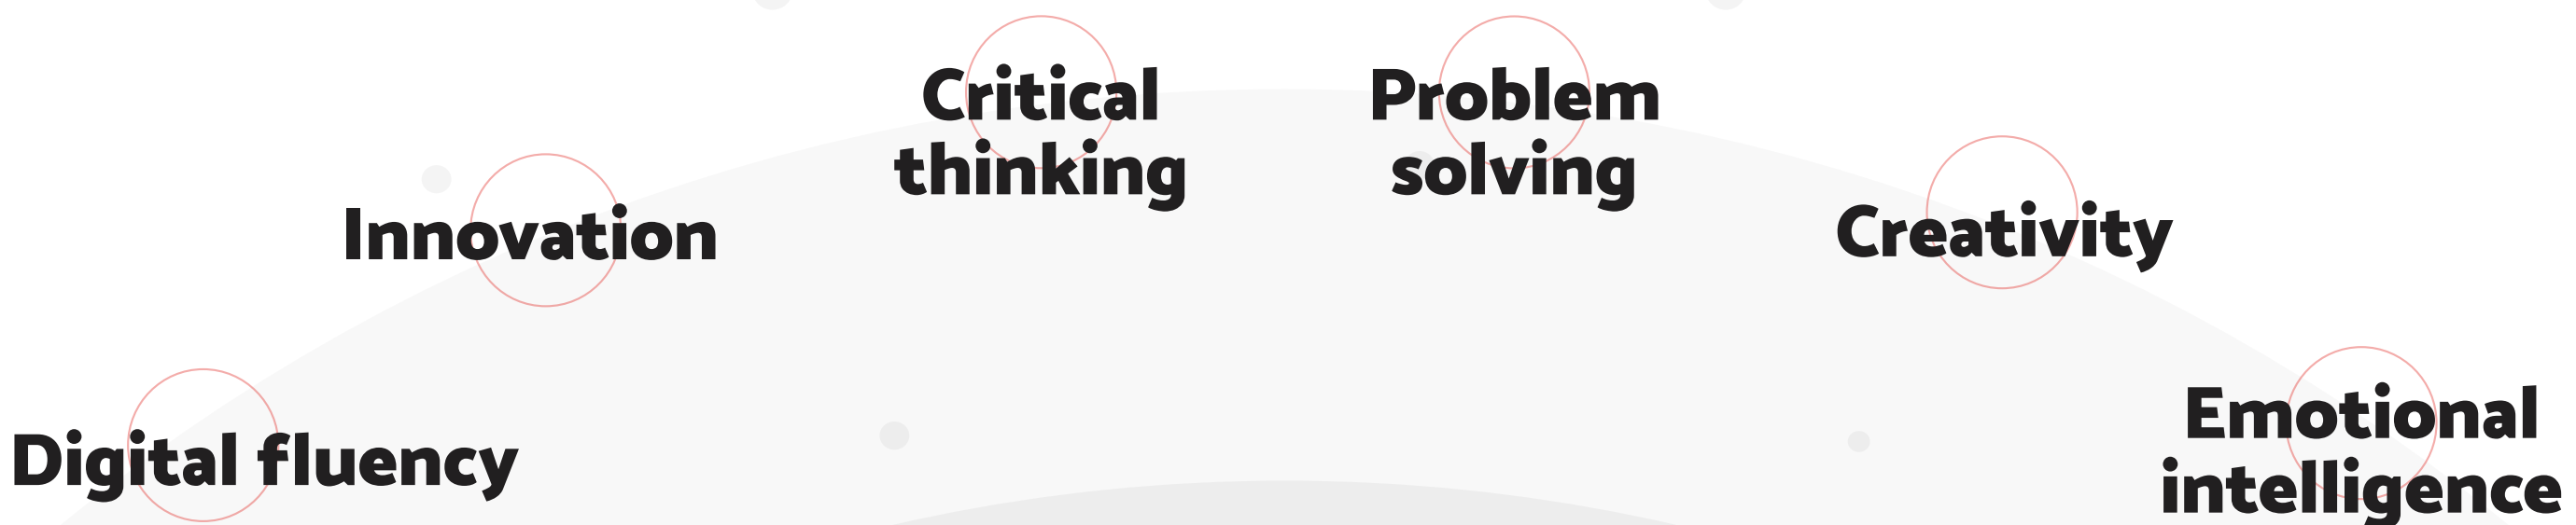 Critical
thinking
Problem
solving
Innovation
Creativity
Digital fluency
Emotional
intelligence